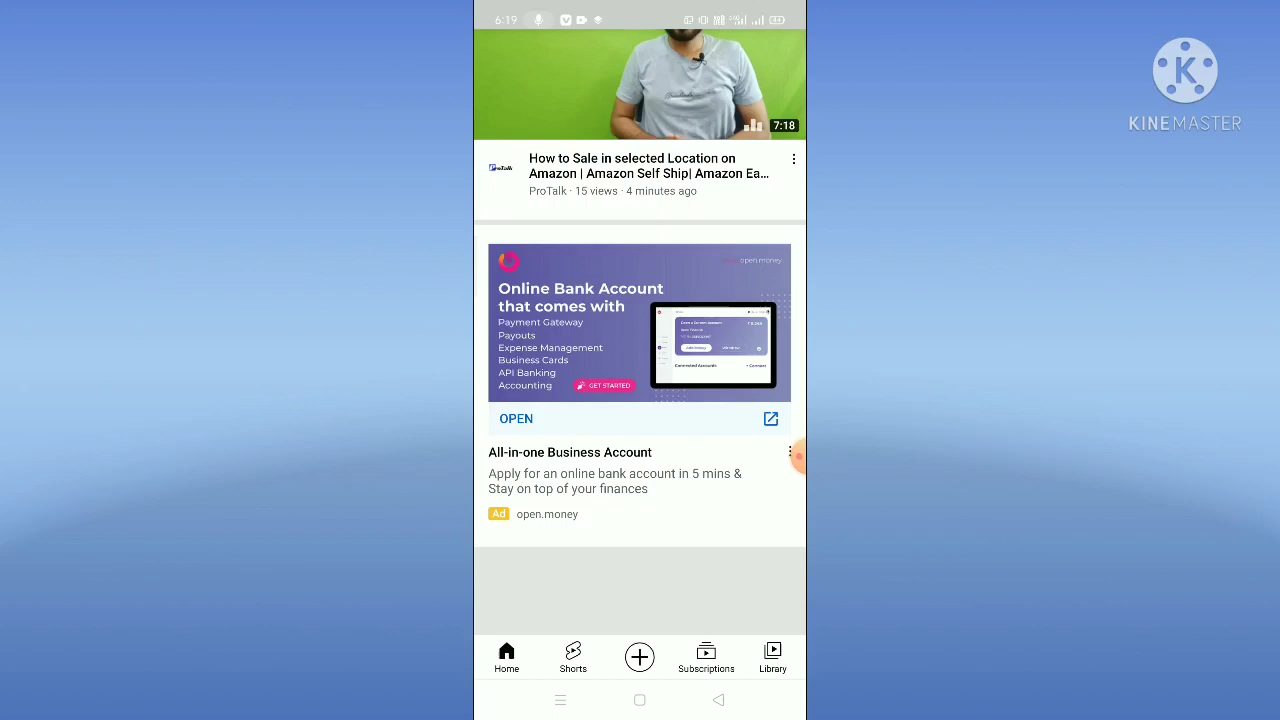 6:19
44
KINEMASTER
7:18
How to Sale in selected Location on
Amazon | Amazon Self Ship| Amazon Ea...
ProTalk · 15 views · 4 minutes ago
open.money
Online Bank Account
that comes with
Payment Gateway
Payouts
Expense Management
Business Cards
API Banking
Accounting
GET STARTED
Connected Accounts
OPEN
All-in-one Business Account
Apply for an online bank account in 5 mins &
Stay on top of your finances
Ad open.money
Home
Shorts
Subscriptions
Library